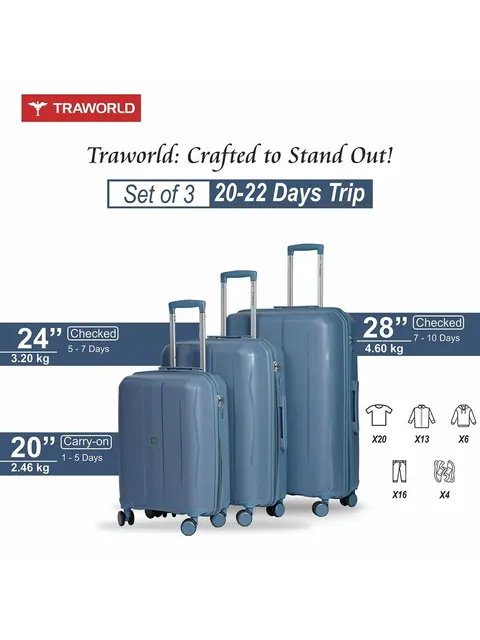 TRAWORLD
Traworld: Crafted to Stand Out!
Set of 3 20-22 Days Trip
24” Checked
5 - 7 Days
3.20 kg
28” Checked
7 - 10 Days
4.60 kg
20” Carry-on
1 - 5 Days
2.46 kg
X20 X13 X6
X16 X4